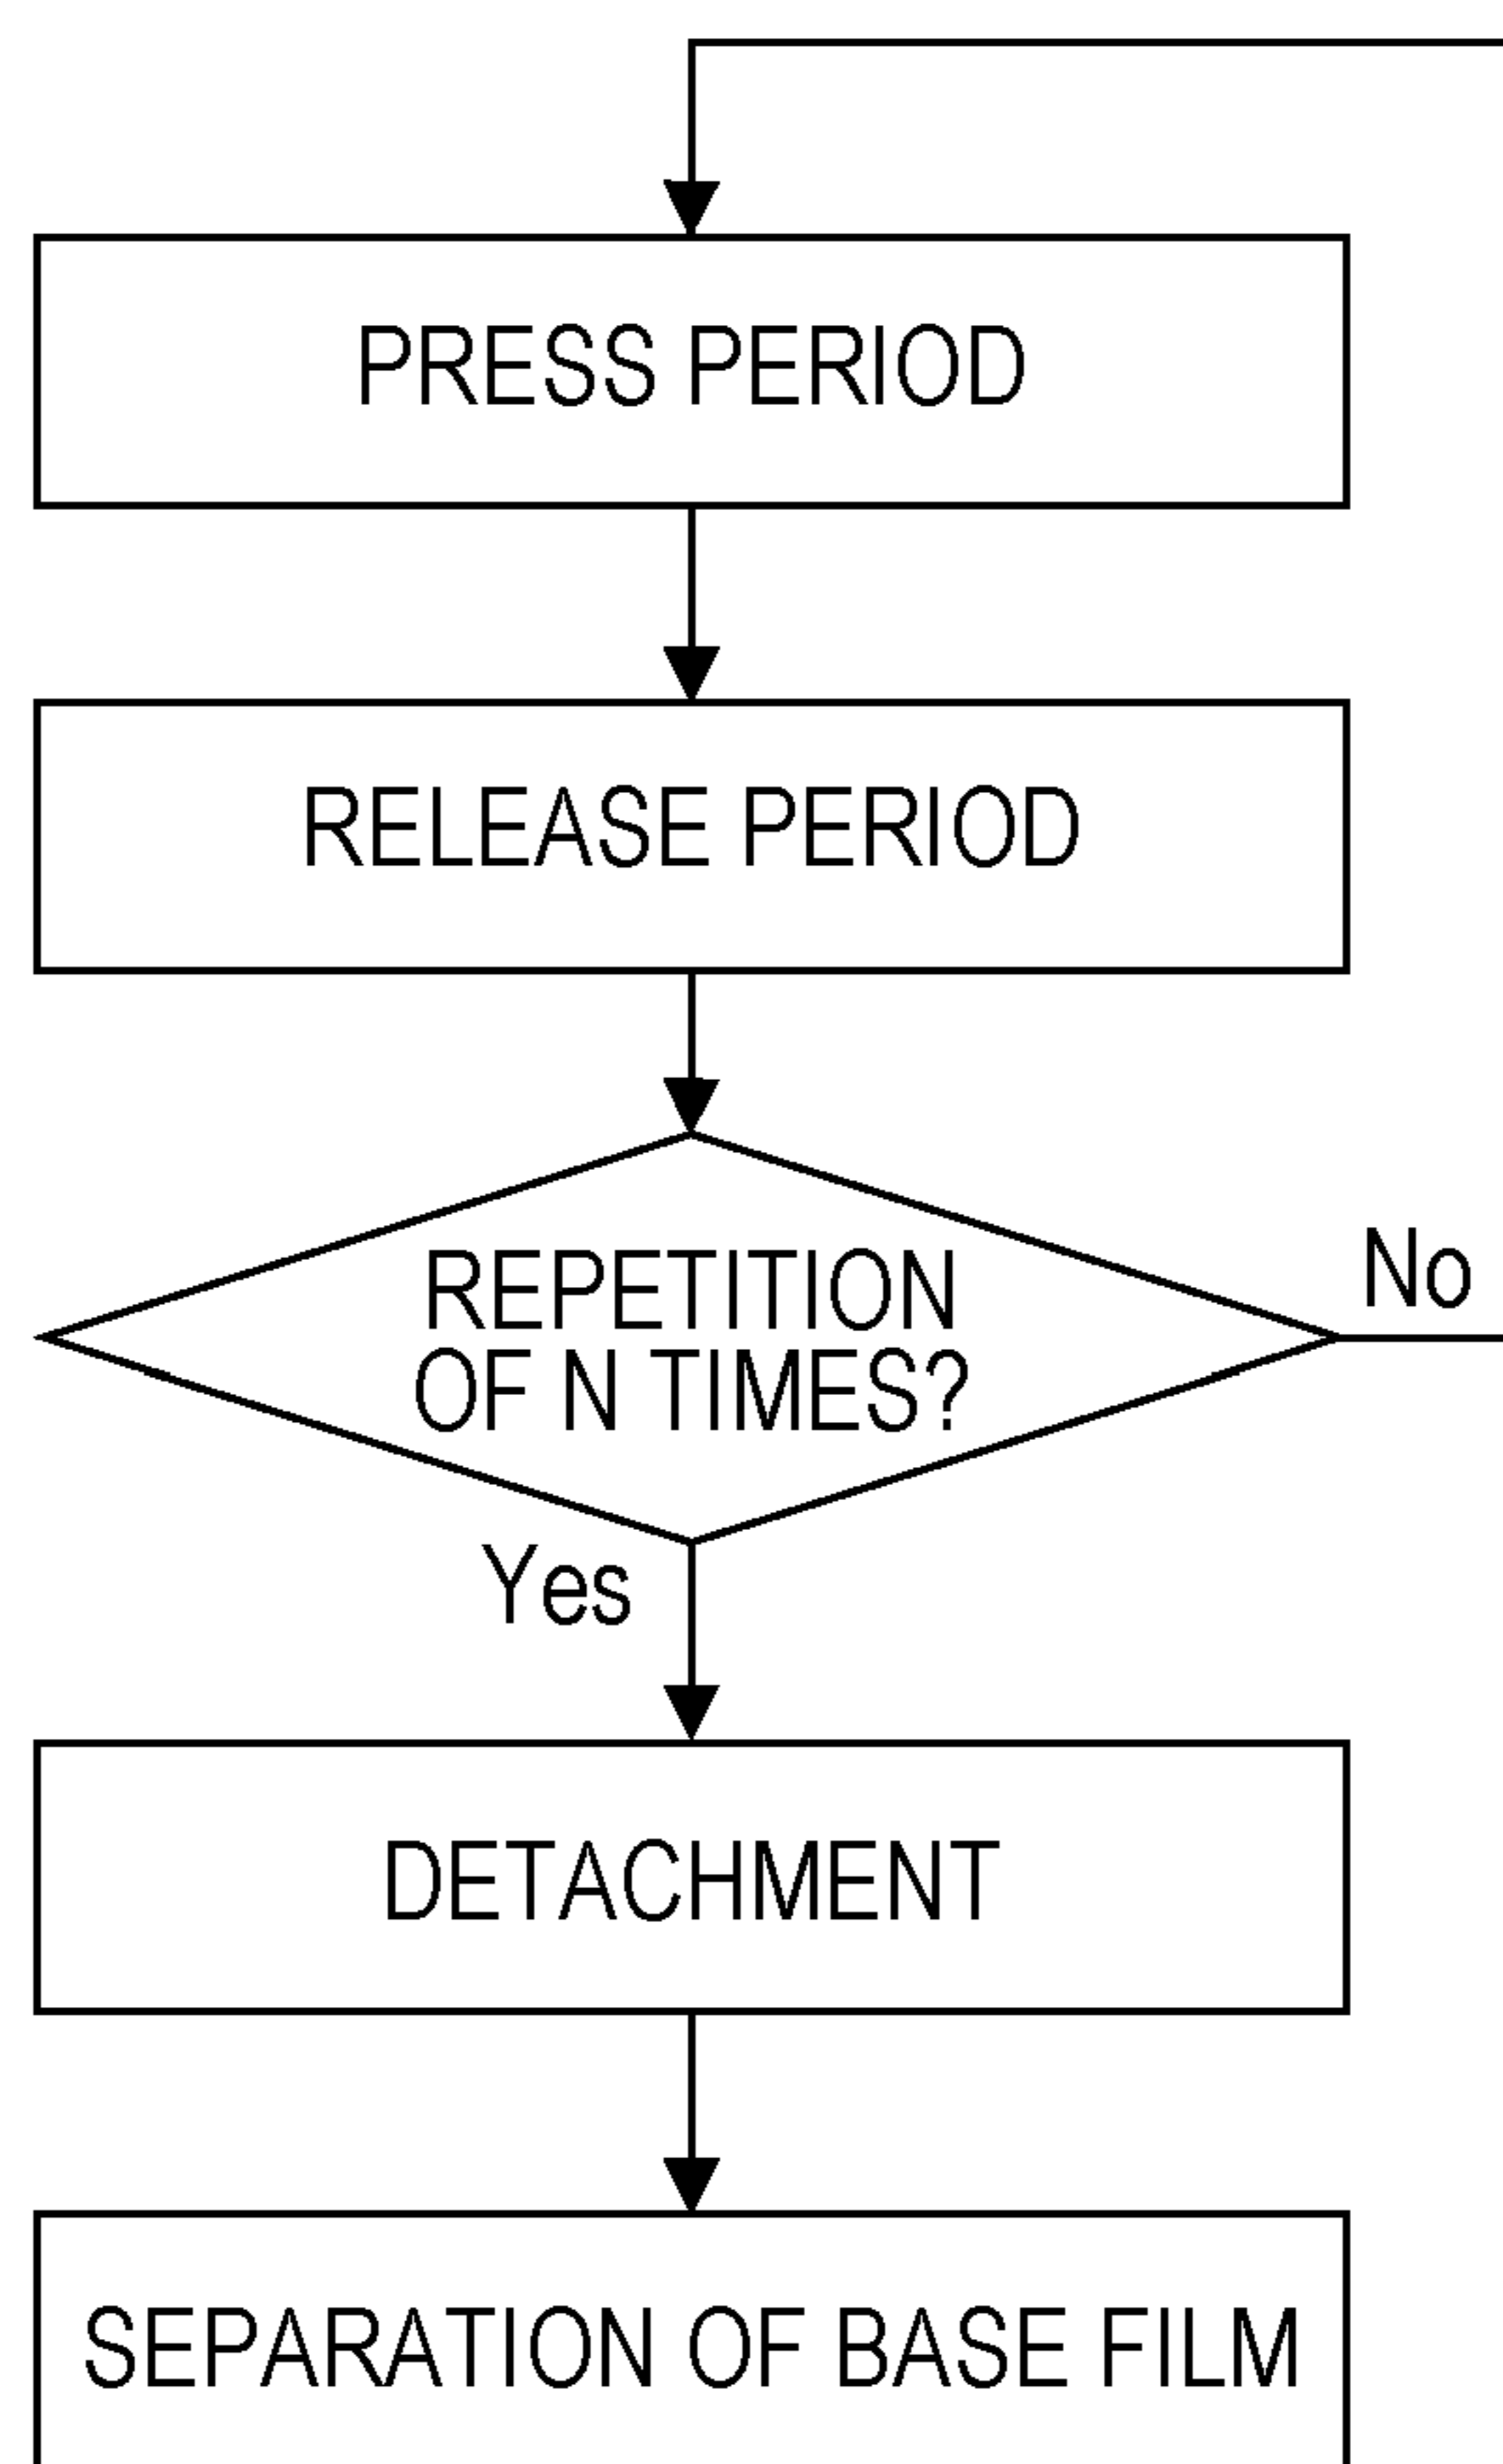 PRESS PERIOD
RELEASE PERIOD
REPETITION
OF N TIMES?
No
Yes
DETACHMENT
SEPARATION OF BASE FILM